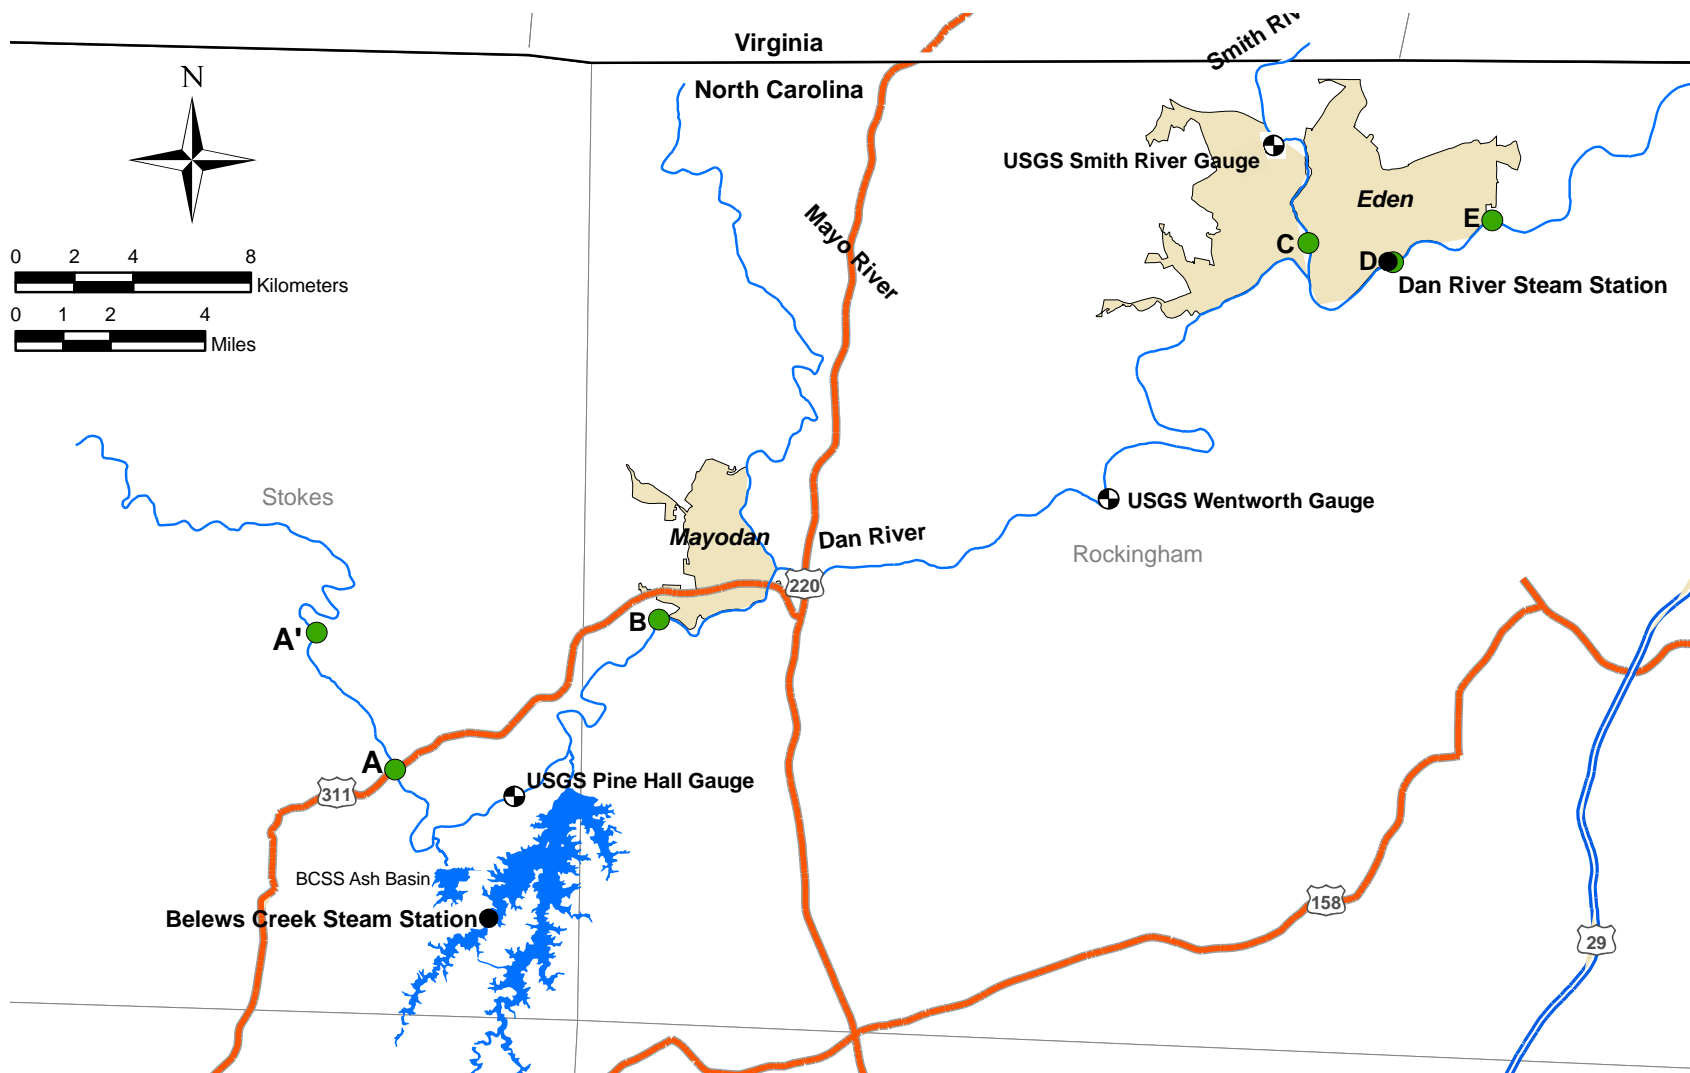 Virginia
Smith Riv
North Carolina
N
USGS Smith River Gauge
Eden
Mayo River
E
C
D
0 2 4 8
Kilometers
Dan River Steam Station
0 1 2 4
Miles
Stokes
USGS Wentworth Gauge
Mayodan
Dan River
Rockingham
220
B
A'
A
USGS Pine Hall Gauge
311
BCSS Ash Basin
Belews Creek Steam Station
158
29